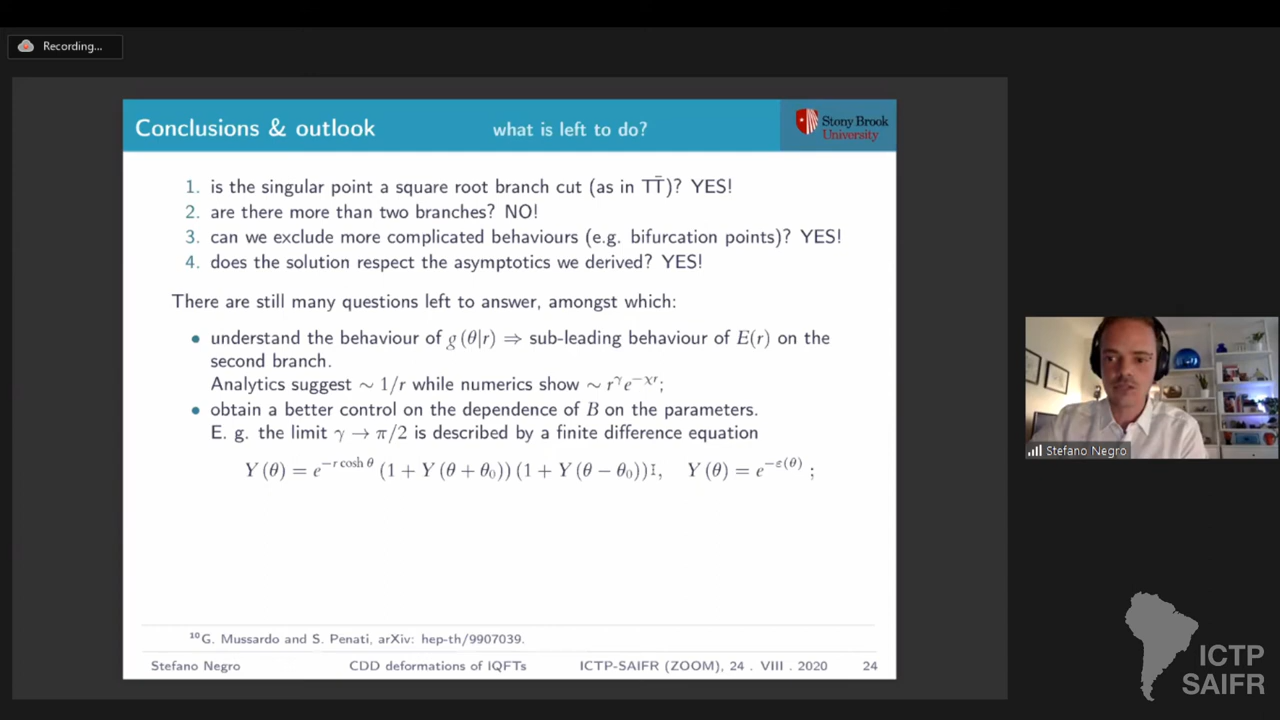 Recording...
Conclusions & outlook
what is left to do?
Stony Brook
University
1. is the singular point a square root branch cut (as in TT̄)? YES!
2. are there more than two branches? NO!
3. can we exclude more complicated behaviours (e.g. bifurcation points)? YES!
4. does the solution respect the asymptotics we derived? YES!
There are still many questions left to answer, amongst which:
• understand the behaviour of g(θ|r) ⇒ sub-leading behaviour of E(r) on the
second branch.
Analytics suggest ~ 1/r while numerics show ~ r^γ e^{−χr};
• obtain a better control on the dependence of B on the parameters.
E. g. the limit γ → π/2 is described by a finite difference equation
Y(θ) = e^{−r cosh θ} (1 + Y(θ + θ₀)) (1 + Y(θ − θ₀)), Y(θ) = e^{−ε(θ)} ;
Stefano Negro
¹⁰G. Mussardo and S. Penati, arXiv: hep-th/9907039.
Stefano Negro CDD deformations of IQFTs ICTP-SAIFR (ZOOM), 24 . VIII . 2020 24
ICTP
SAIFR